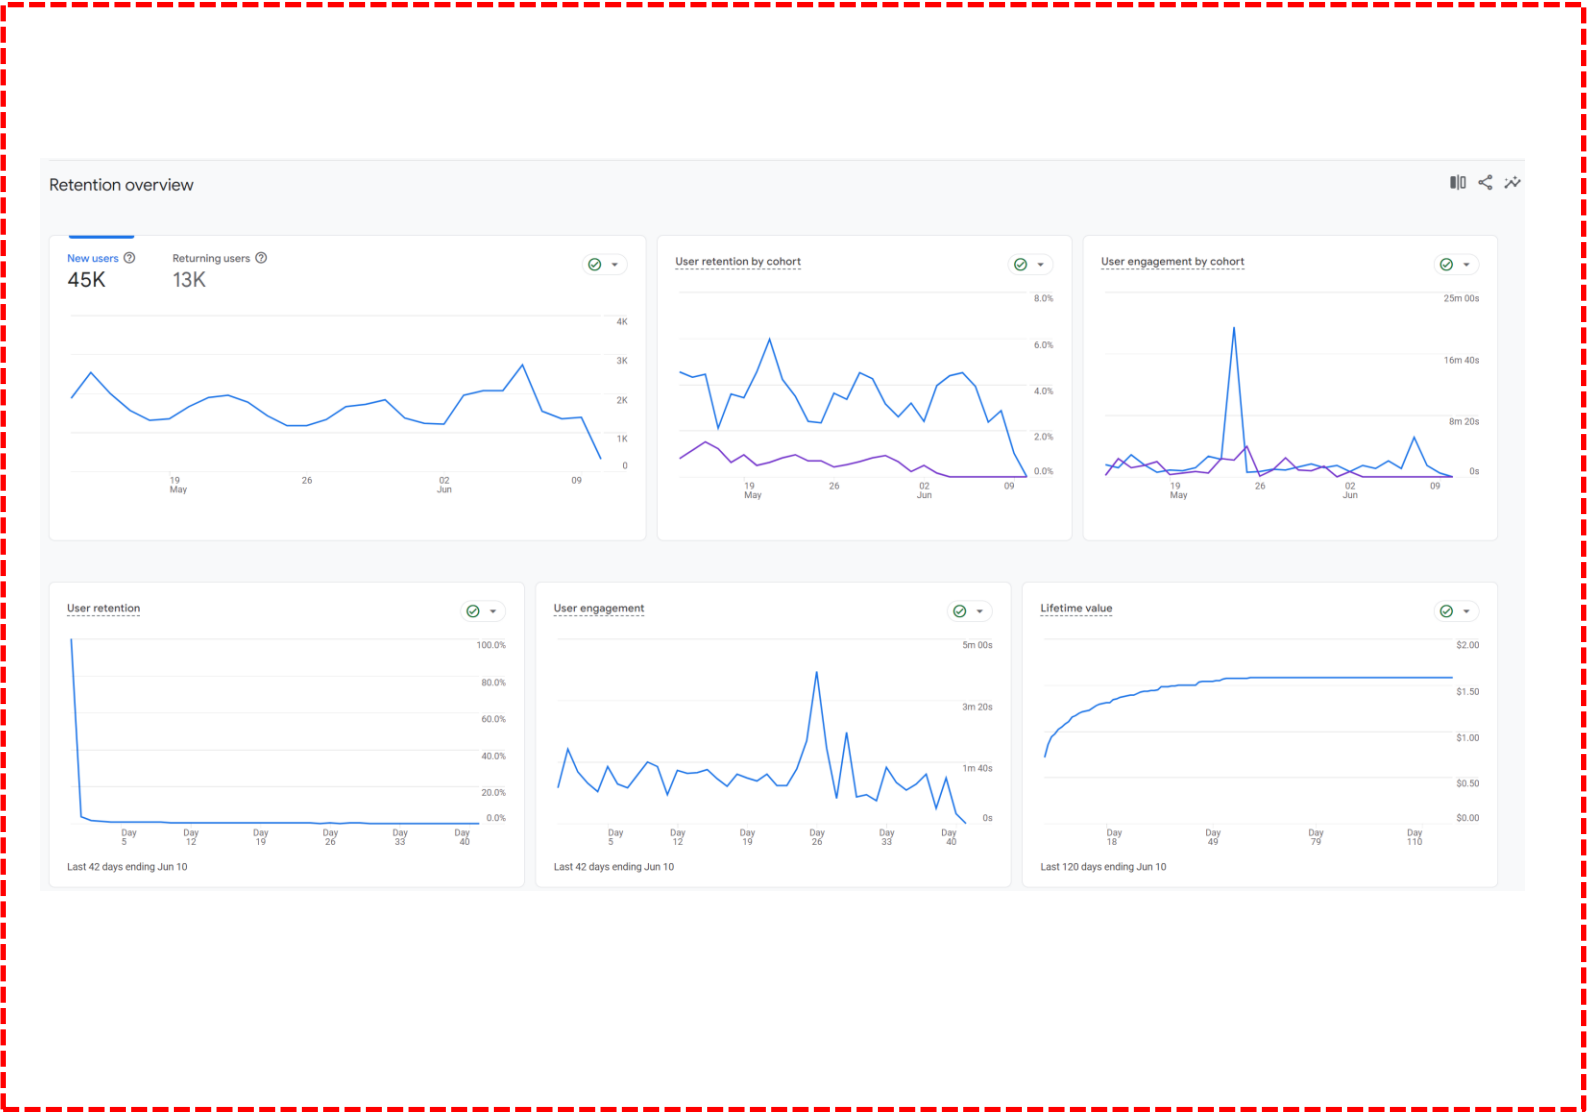 Retention overview
New users
Returning users
45K
13K
4K
3K
2K
1K
0
19
May
26
02
Jun
09
User retention by cohort
8.0%
6.0%
4.0%
2.0%
0.0%
19
May
26
02
Jun
09
User engagement by cohort
25m 00s
16m 40s
8m 20s
0s
19
May
26
02
Jun
09
User retention
100.0%
80.0%
60.0%
40.0%
20.0%
0.0%
Day
5
Day
12
Day
19
Day
26
Day
33
Day
40
Last 42 days ending Jun 10
User engagement
5m 00s
3m 20s
1m 40s
0s
Day
5
Day
12
Day
19
Day
26
Day
33
Day
40
Last 42 days ending Jun 10
Lifetime value
$2.00
$1.50
$1.00
$0.50
$0.00
Day
18
Day
49
Day
79
Day
110
Last 120 days ending Jun 10